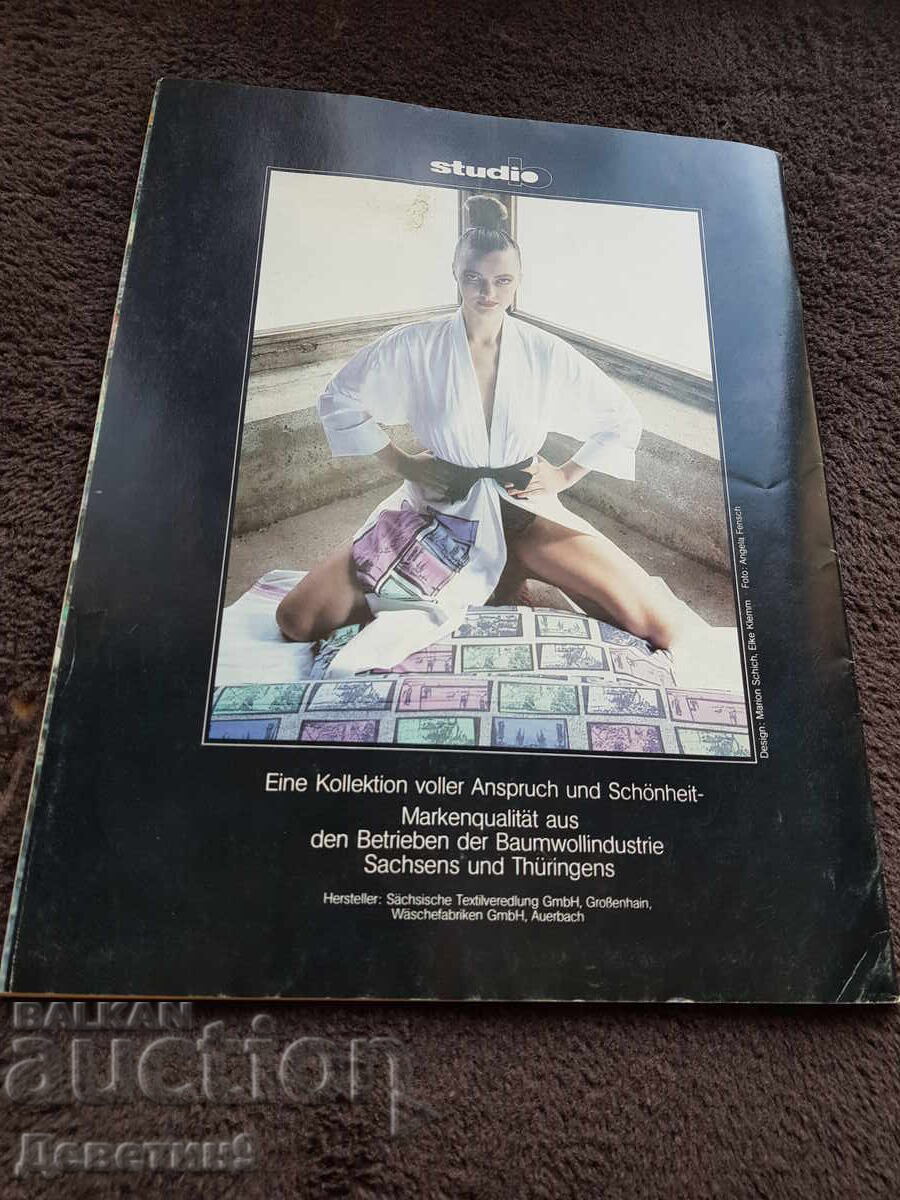 studio
Design: Marion Schich, Elke Klemm Foto: Angela Fensch
Eine Kollektion voller Anspruch und Schönheit-
Markenqualität aus
den Betrieben der Baumwollindustrie
Sachsens und Thüringens
Hersteller: Sächsische Textilveredlung GmbH, Großenhain,
Wäschefabriken GmbH, Auerbach
BALKAN
auction
Деветин9